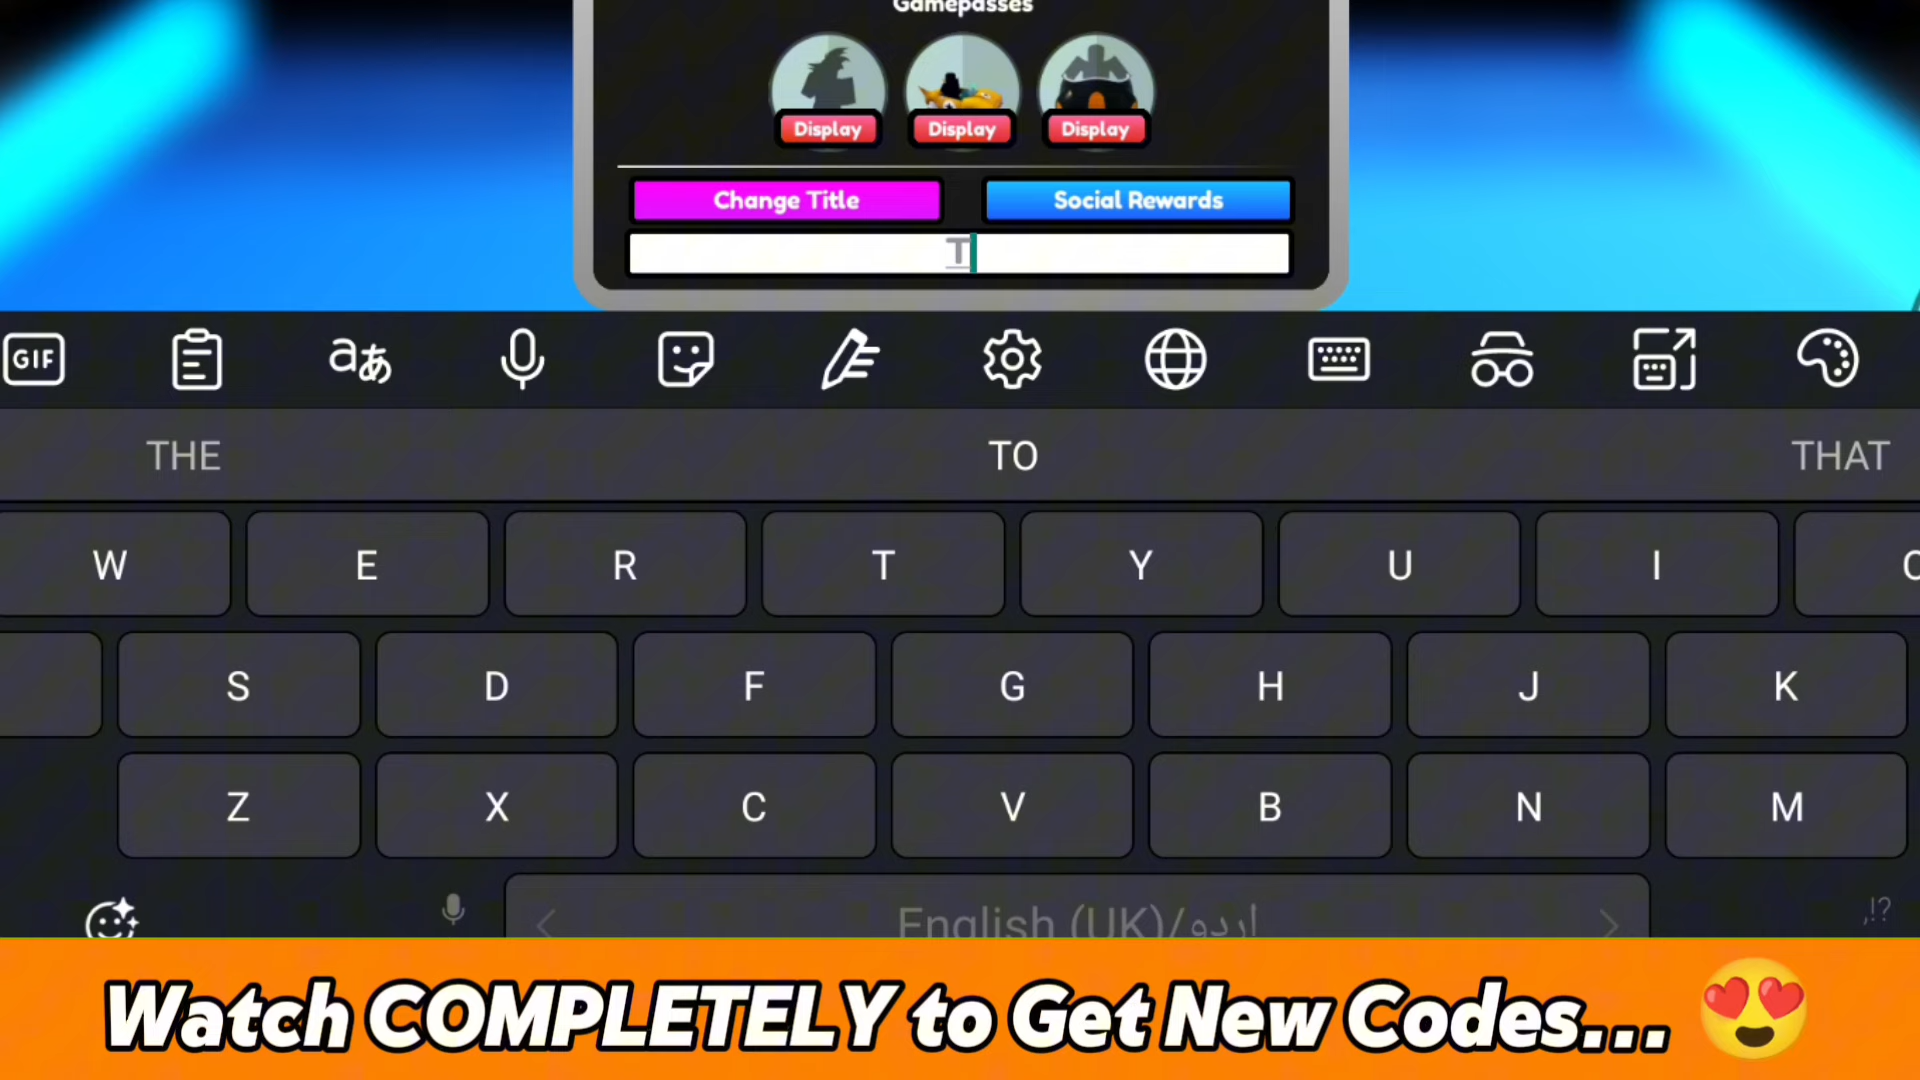 Gamepasses
Display Display Display
Change Title Social Rewards
T
GIF aあ
THE TO THAT
W E R T Y U I O
S D F G H J K
Z X C V B N M
English (UK)/اردو ,!?
Watch COMPLETELY to Get New Codes... 😍